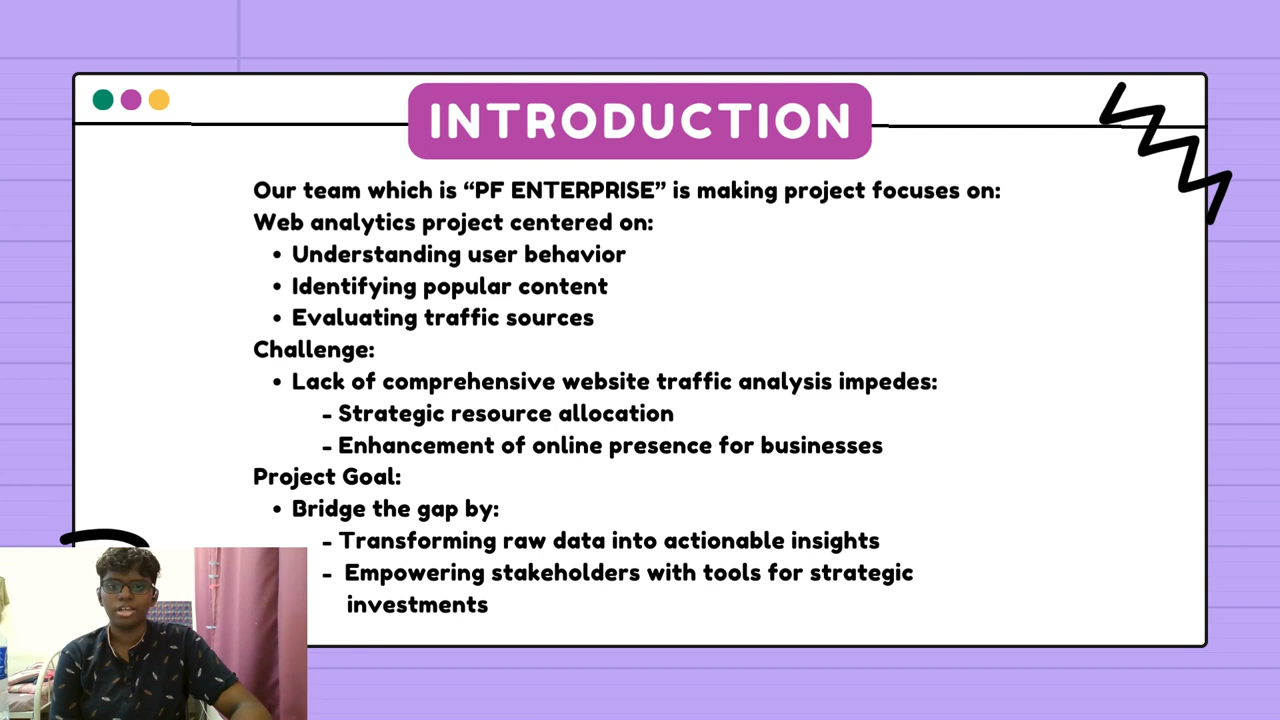 INTRODUCTION
Our team which is “PF ENTERPRISE” is making project focuses on:
Web analytics project centered on:
• Understanding user behavior
• Identifying popular content
• Evaluating traffic sources
Challenge:
• Lack of comprehensive website traffic analysis impedes:
- Strategic resource allocation
- Enhancement of online presence for businesses
Project Goal:
• Bridge the gap by:
- Transforming raw data into actionable insights
- Empowering stakeholders with tools for strategic
investments